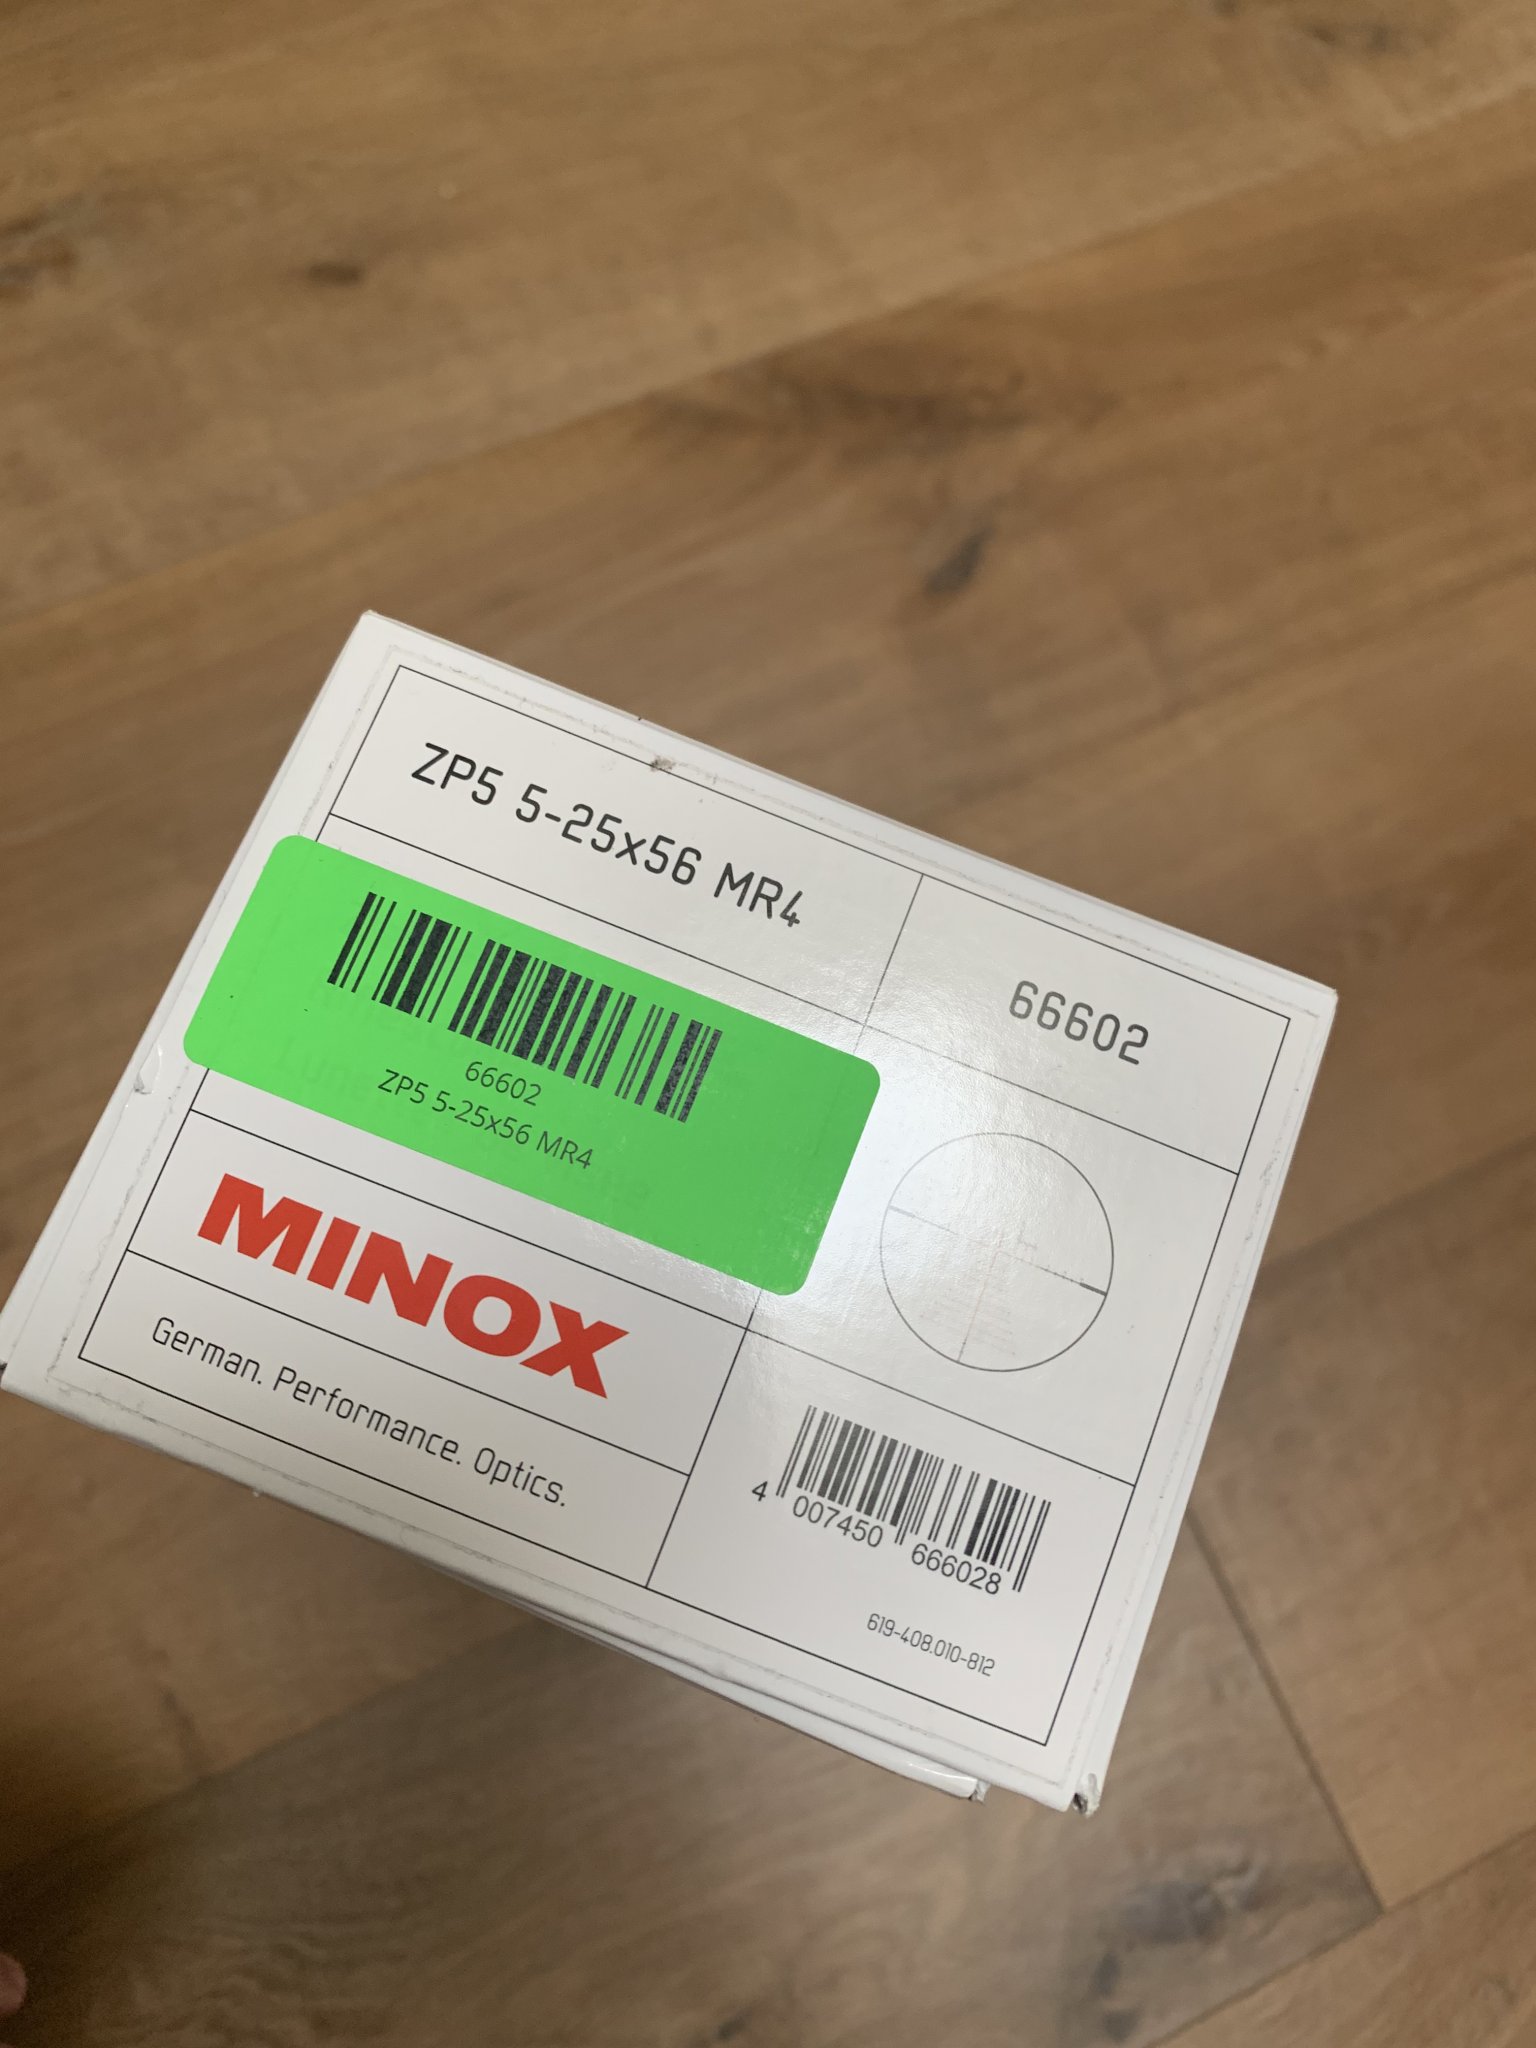 ZP5 5-25x56 MR4
66602
66602
ZP5 5-25x56 MR4
MINOX
German. Performance. Optics.
4 007450 666028
619-408.010-812